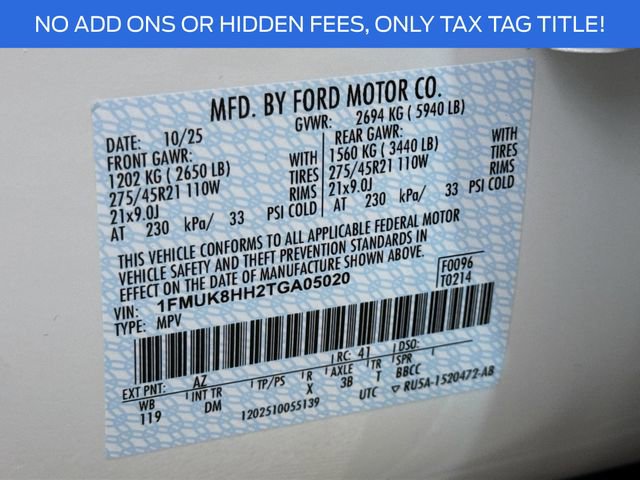 NO ADD ONS OR HIDDEN FEES, ONLY TAX TAG TITLE!
MFD. BY FORD MOTOR CO.
DATE: 10/25 GVWR: 2694 KG ( 5940 LB)
FRONT GAWR: REAR GAWR:
1202 KG ( 2650 LB) WITH 1560 KG ( 3440 LB) WITH
275/45R21 110W TIRES 275/45R21 110W TIRES
21x9.0J RIMS 21x9.0J RIMS
AT 230 kPa/ 33 PSI COLD AT 230 kPa/ 33 PSI COLD
THIS VEHICLE CONFORMS TO ALL APPLICABLE FEDERAL MOTOR
VEHICLE SAFETY AND THEFT PREVENTION STANDARDS IN
EFFECT ON THE DATE OF MANUFACTURE SHOWN ABOVE.
VIN: 1FMUK8HH2TGA05020 F0096
TYPE: MPV T0214
EXT PNT: AZ RC: 41 DSO:
WB INT TR TP/PS R AXLE TR SPR
119 DM X 3B T BBCC
1202510055139 UTC ▽ RU5A-1520472-AB